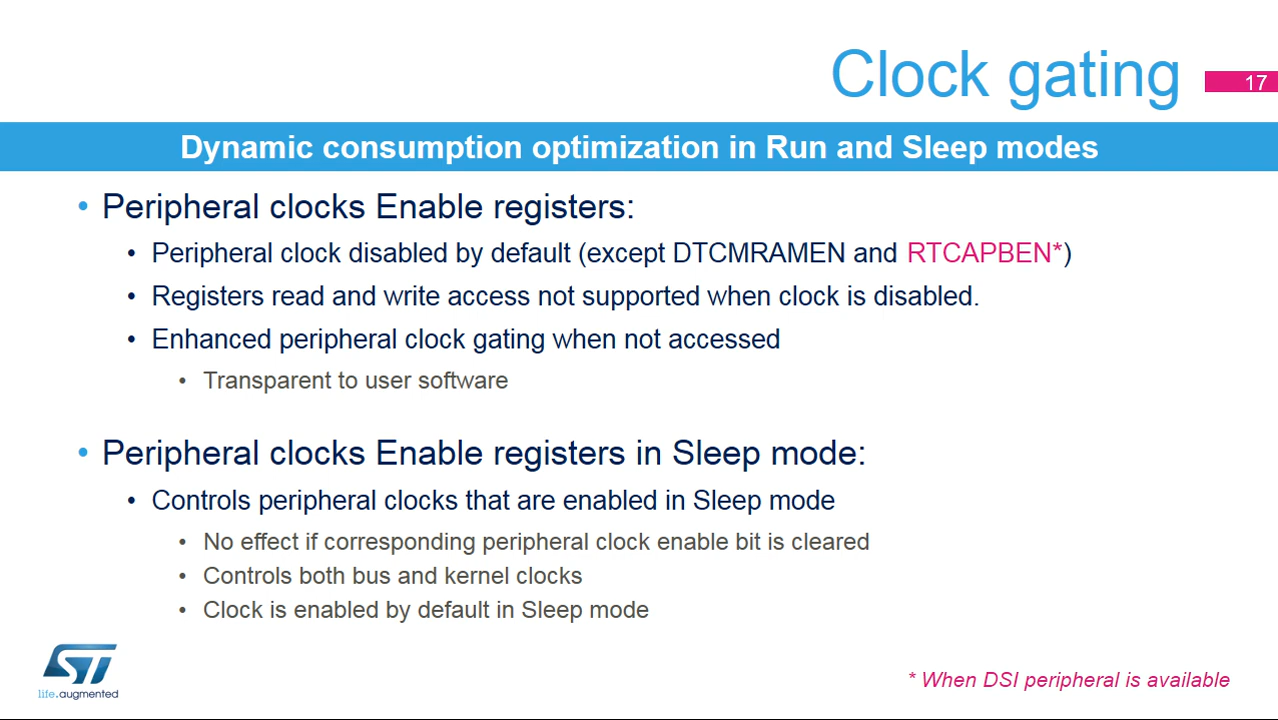 Clock gating
17
Dynamic consumption optimization in Run and Sleep modes
• Peripheral clocks Enable registers:
• Peripheral clock disabled by default (except DTCMRAMEN and RTCAPBEN*)
• Registers read and write access not supported when clock is disabled.
• Enhanced peripheral clock gating when not accessed
• Transparent to user software
• Peripheral clocks Enable registers in Sleep mode:
• Controls peripheral clocks that are enabled in Sleep mode
• No effect if corresponding peripheral clock enable bit is cleared
• Controls both bus and kernel clocks
• Clock is enabled by default in Sleep mode
ST
life.augmented
* When DSI peripheral is available